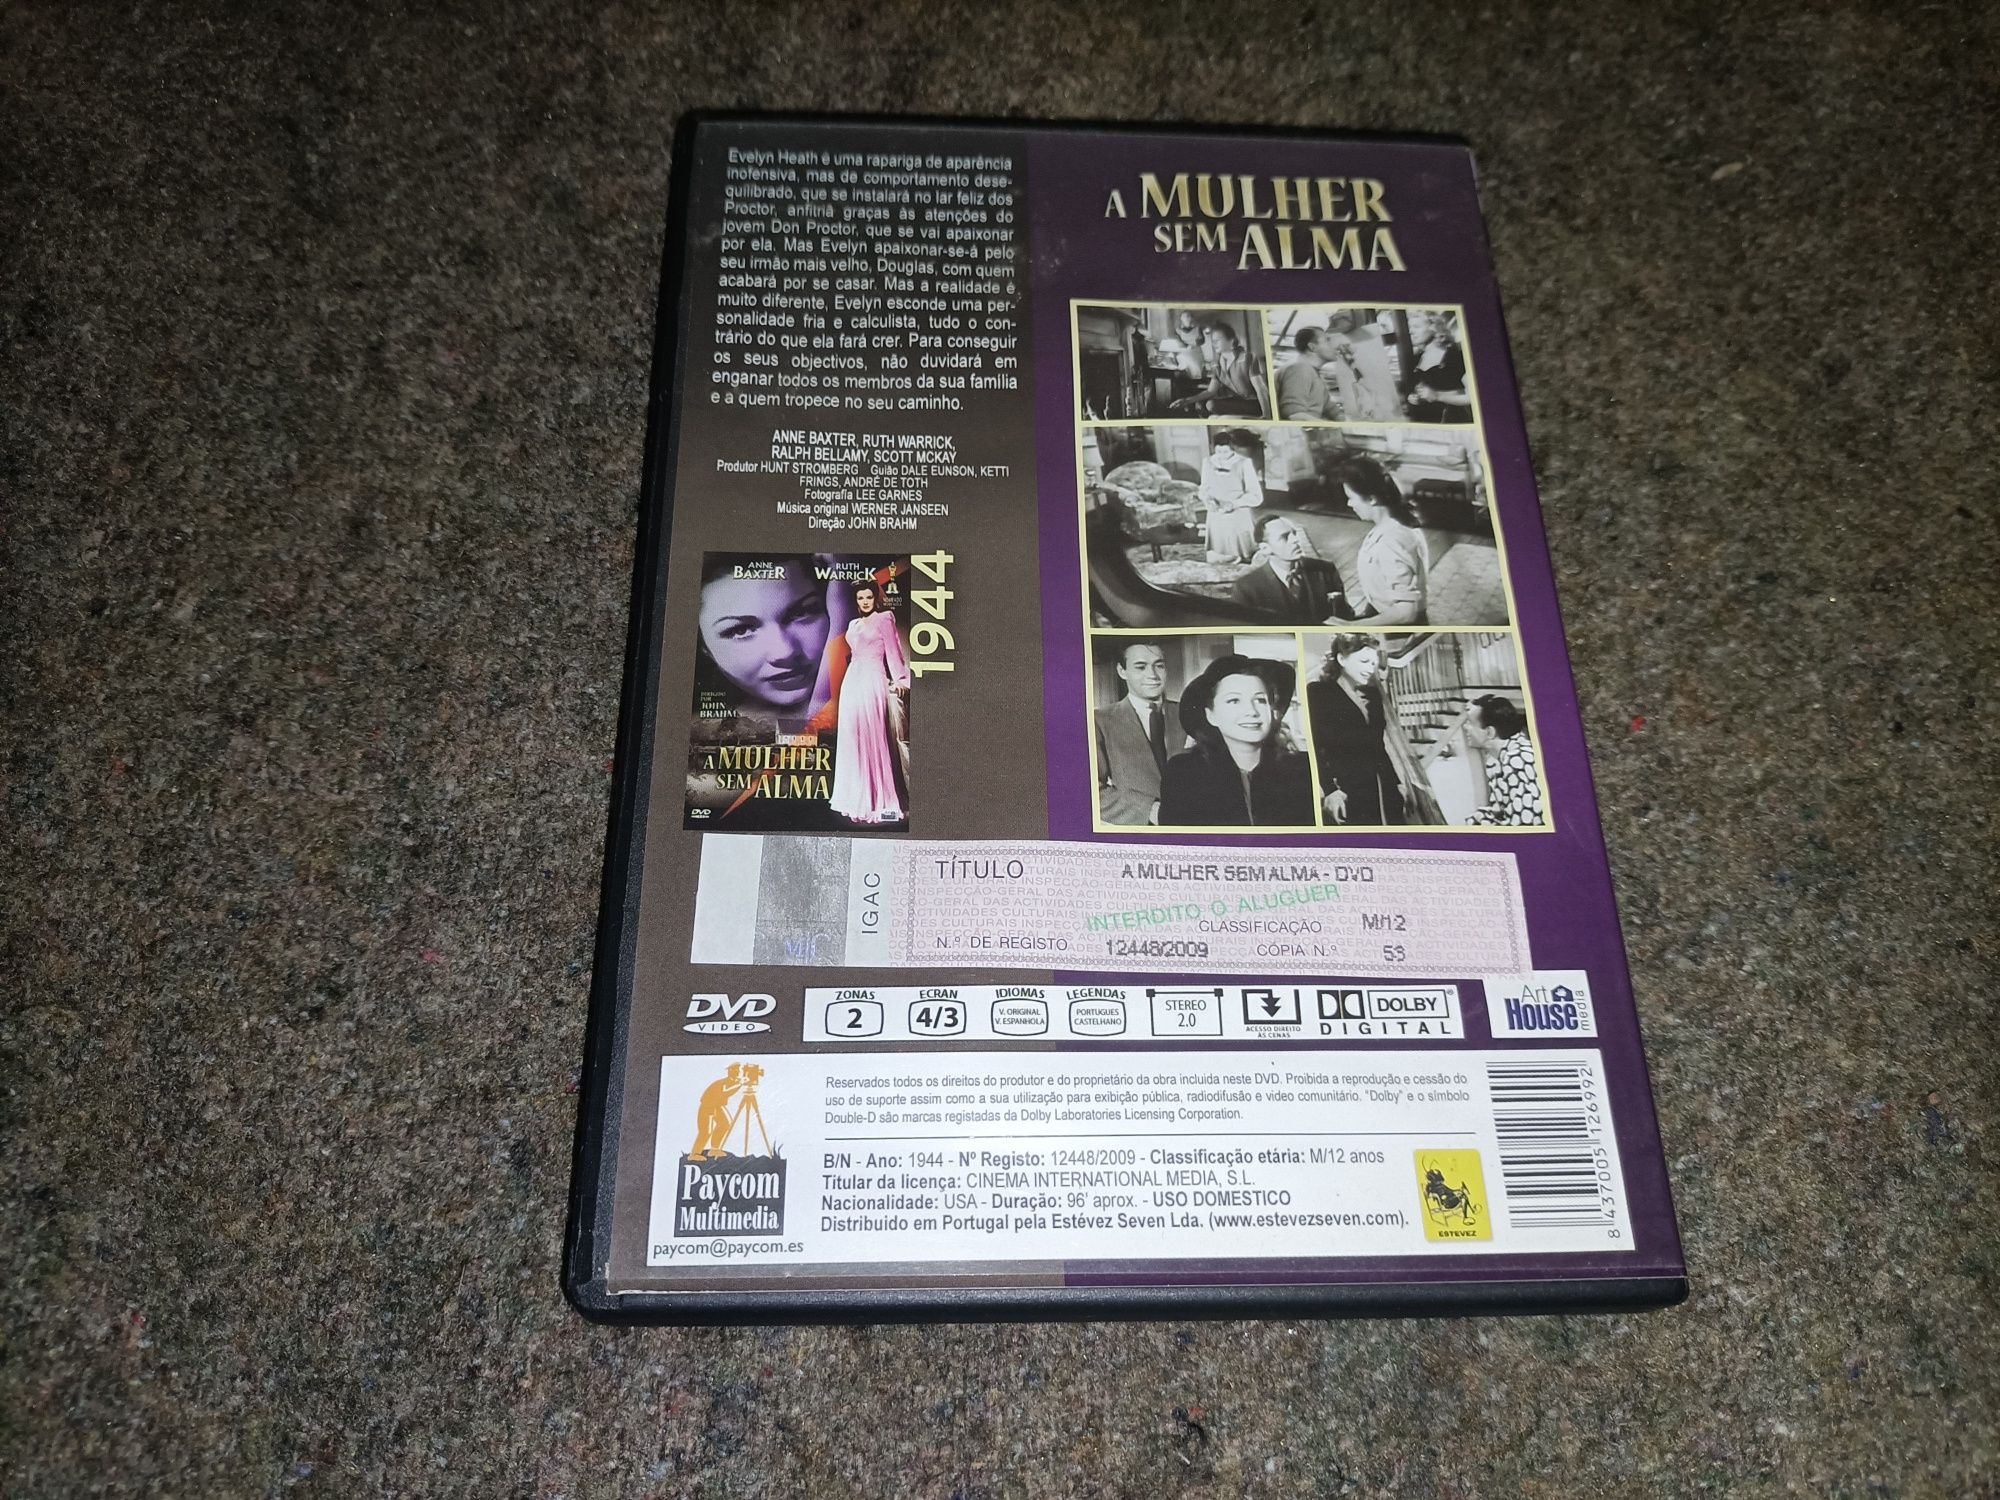 Evelyn Heath é uma rapariga de aparência
inofensiva, mas de comportamento dese-
quilibrado, que se instalará no lar feliz dos
Proctor, anfitriã graças às atenções do
jovem Don Proctor, que se vai apaixonar
por ela. Mas Evelyn apaixonar-se-á pelo
seu irmão mais velho, Douglas, com quem
acabará por se casar. Mas a realidade é
muito diferente, Evelyn esconde uma per-
sonalidade fria e calculista, tudo o con-
trário do que ela fará crer. Para conseguir
os seus objectivos, não duvidará em
enganar todos os membros da sua família
e a quem tropece no seu caminho.
ANNE BAXTER, RUTH WARRICK,
RALPH BELLAMY, SCOTT MCKAY
Produtor HUNT STROMBERG Guião DALE EUNSON, KETTI
FRINGS, ANDRÉ DE TOTH
Fotografia LEE GARNES
Música original WERNER JANSEEN
Direção JOHN BRAHM
ANNE BAXTER
RUTH WARRICK
DIRIGIDO POR
JOHN BRAHM
A MULHER
SEM ALMA
DVD
1944
A MULHER
SEM ALMA
IGAC
TÍTULO A MULHER SEM ALMA - DVD
INTERDITO O ALUGUER
CLASSIFICAÇÃO M/12
N.º DE REGISTO 12448/2009 CÓPIA N.º 53
DVD
VIDEO
ZONAS
2
ECRAN
4/3
IDIOMAS
V. ORIGINAL
V. ESPANHOLA
LEGENDAS
PORTUGUES
CASTELHANO
STEREO
2.0
ACESSO DIREITO
ÀS CENAS
DOLBY
DIGITAL
Art
House
media
Reservados todos os direitos do produtor e do proprietário da obra incluida neste DVD. Proibida a reprodução e cessão do
uso de suporte assim como a sua utilização para exibição pública, radiodifusão e video comunitário. "Dolby" e o símbolo
Double-D são marcas registadas da Dolby Laboratories Licensing Corporation.
B/N - Ano: 1944 - Nº Registo: 12448/2009 - Classificação etária: M/12 anos
Titular da licença: CINEMA INTERNATIONAL MEDIA, S.L.
Nacionalidade: USA - Duração: 96' aprox. - USO DOMESTICO
Distribuido em Portugal pela Estévez Seven Lda. (www.estevezseven.com).
Paycom
Multimedia
paycom@paycom.es
ESTEVEZ
8 437005 126992